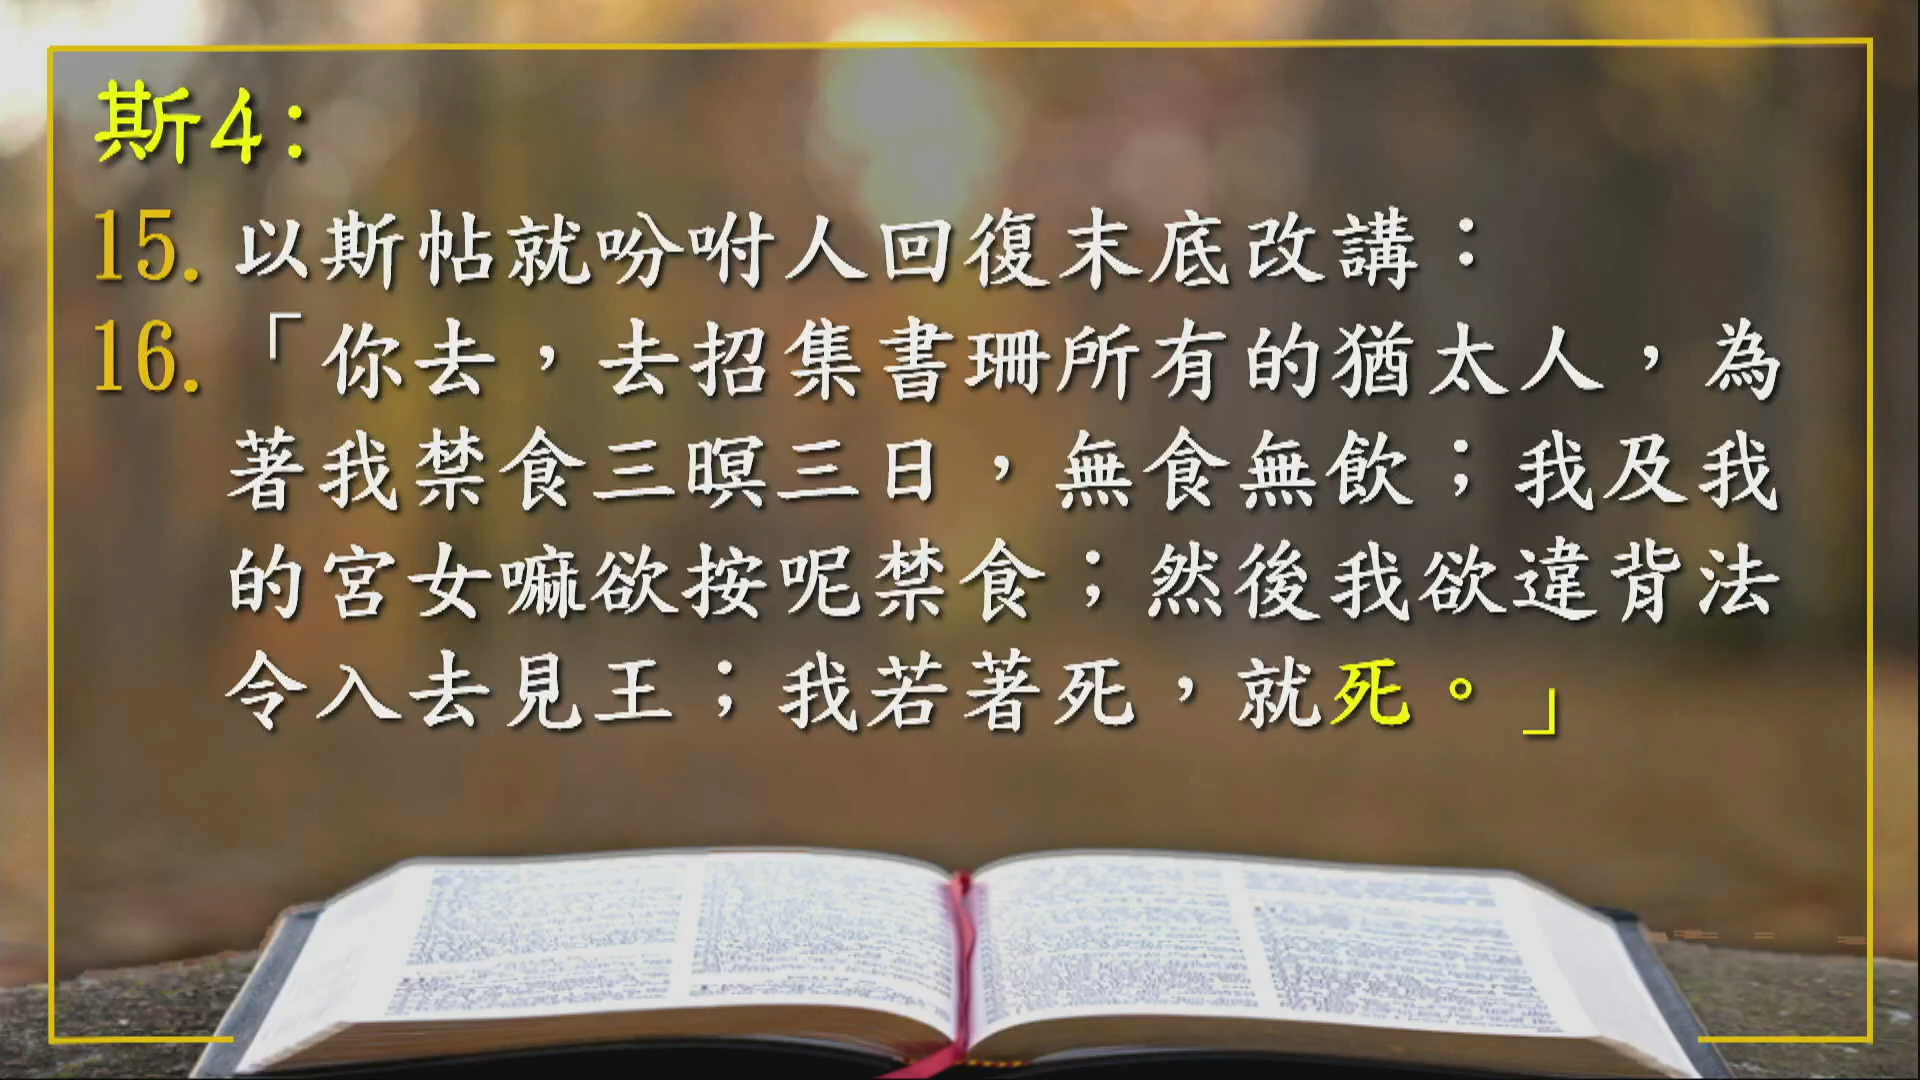 斯4:
15. 以斯帖就吩咐人回復末底改講：
16. 「你去，去招集書珊所有的猶太人，為
著我禁食三暝三日，無食無飲；我及我
的宮女嘛欲按呢禁食；然後我欲違背法
令入去見王；我若著死，就死。」